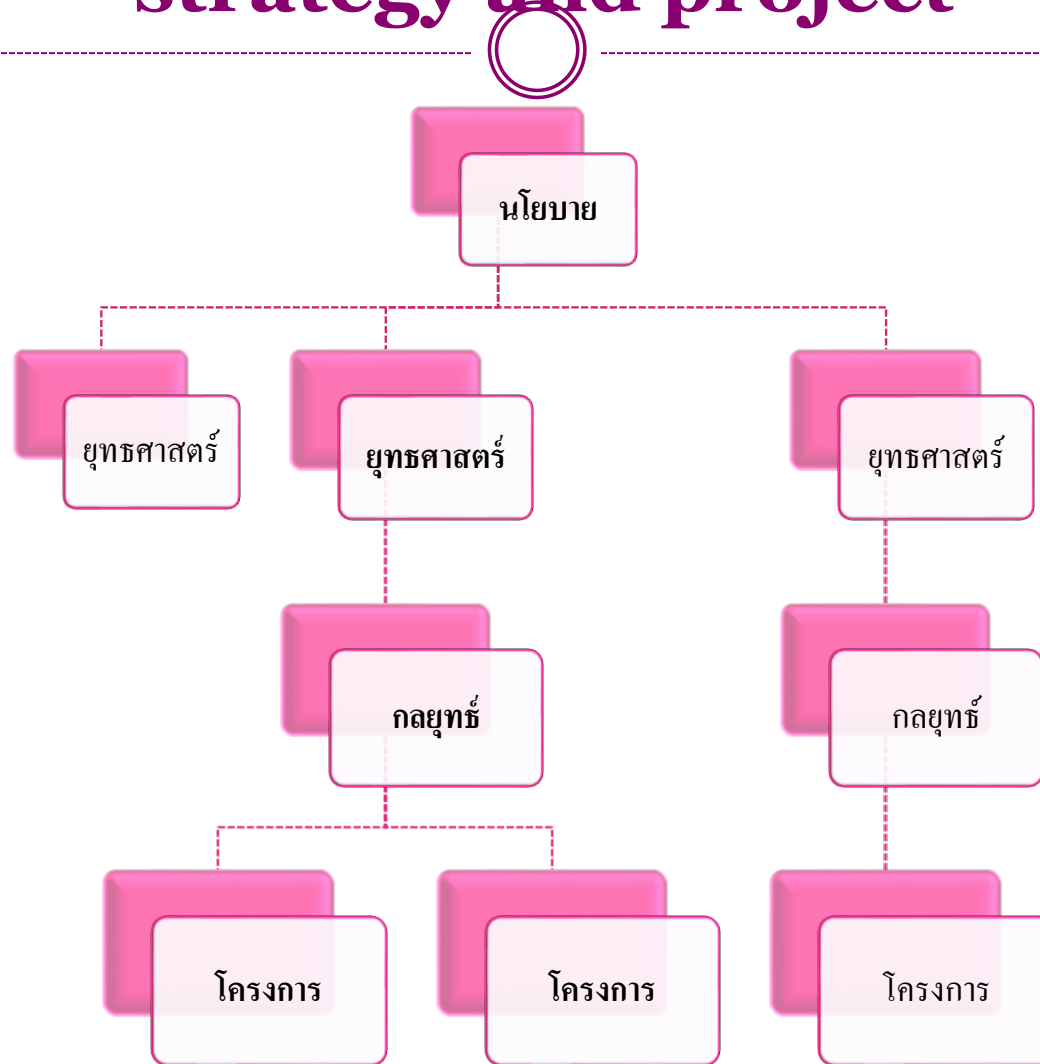 strategy and project
นโยบาย
ยุทธศาสตร์
ยุทธศาสตร์
ยุทธศาสตร์
กลยุทธ์
กลยุทธ์
โครงการ
โครงการ
โครงการ